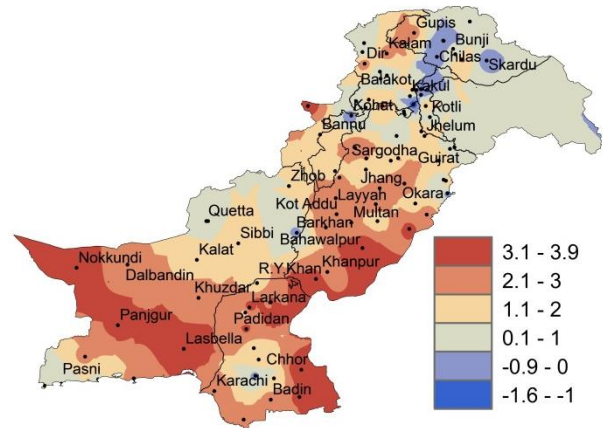 Gupis
Kalam
Bunji
Dir
Chilas
Skardu
Balakot
Kakul
Kohat
Kotli
Bannu
Jhelum
Sargodha
Gujrat
Zhob
Jhang
Layyah
Okara
Kot Addu
Quetta
Multan
Barkhan
Sibbi
Bahawalpur
Kalat
Nokkundi
Dalbandin
R.Y.Khan
Khanpur
Khuzdar
Larkana
Panjgur
Padidan
Lasbella
Pasni
Chhor
Karachi
Badin
3.1 - 3.9
2.1 - 3
1.1 - 2
0.1 - 1
-0.9 - 0
-1.6 - -1